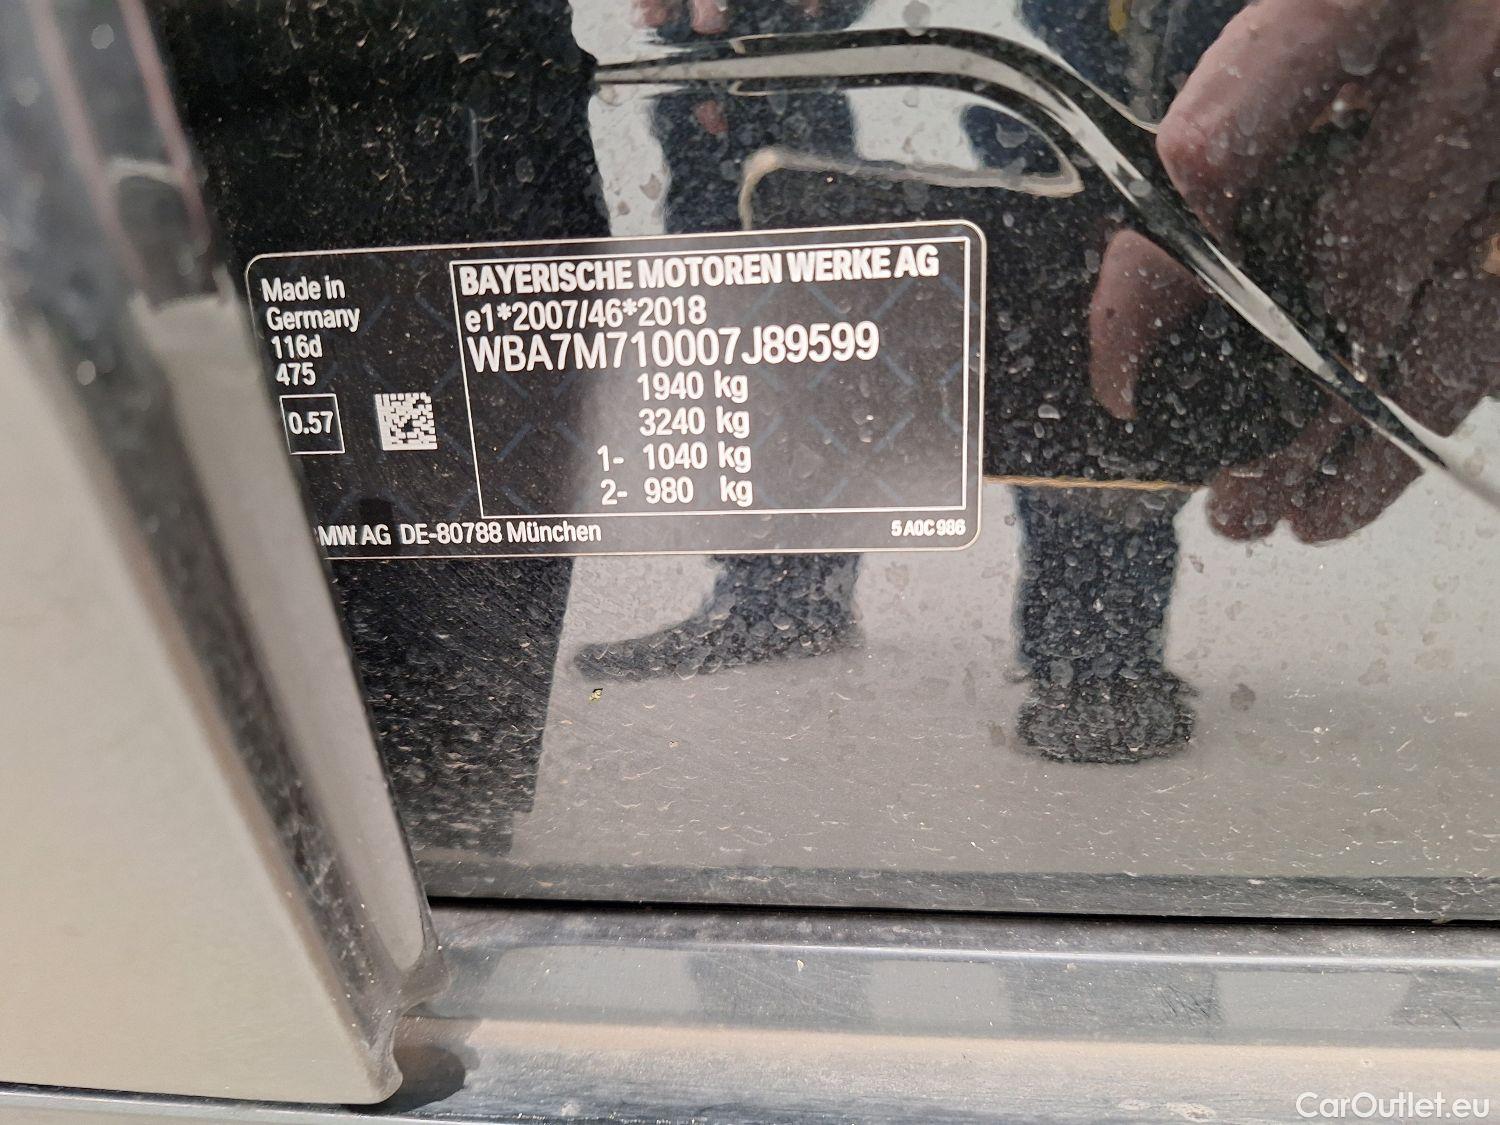 Made in
Germany
116d
475
0.57
BAYERISCHE MOTOREN WERKE AG
e1*2007/46*2018
WBA7M710007J89599
1940 kg
3240 kg
1- 1040 kg
2- 980 kg
MW AG DE-80788 München
5 A0C 986
CarOutlet.eu